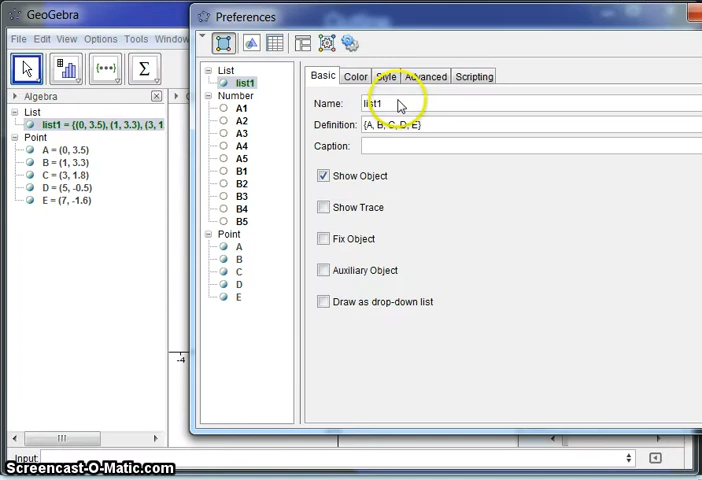 GeoGebra
File Edit View Options Tools Window
Algebra
List
list1 = {(0, 3.5), (1, 3.3), (3, 1
Point
A = (0, 3.5)
B = (1, 3.3)
C = (3, 1.8)
D = (5, -0.5)
E = (7, -1.6)
-4
Input:
Preferences
List
list1
Number
A1
A2
A3
A4
A5
B1
B2
B3
B4
B5
Point
A
B
C
D
E
Basic Color Style Advanced Scripting
Name: list1
Definition: {A, B, C, D, E}
Caption:
Show Object
Show Trace
Fix Object
Auxiliary Object
Draw as drop-down list
Screencast-O-Matic.com